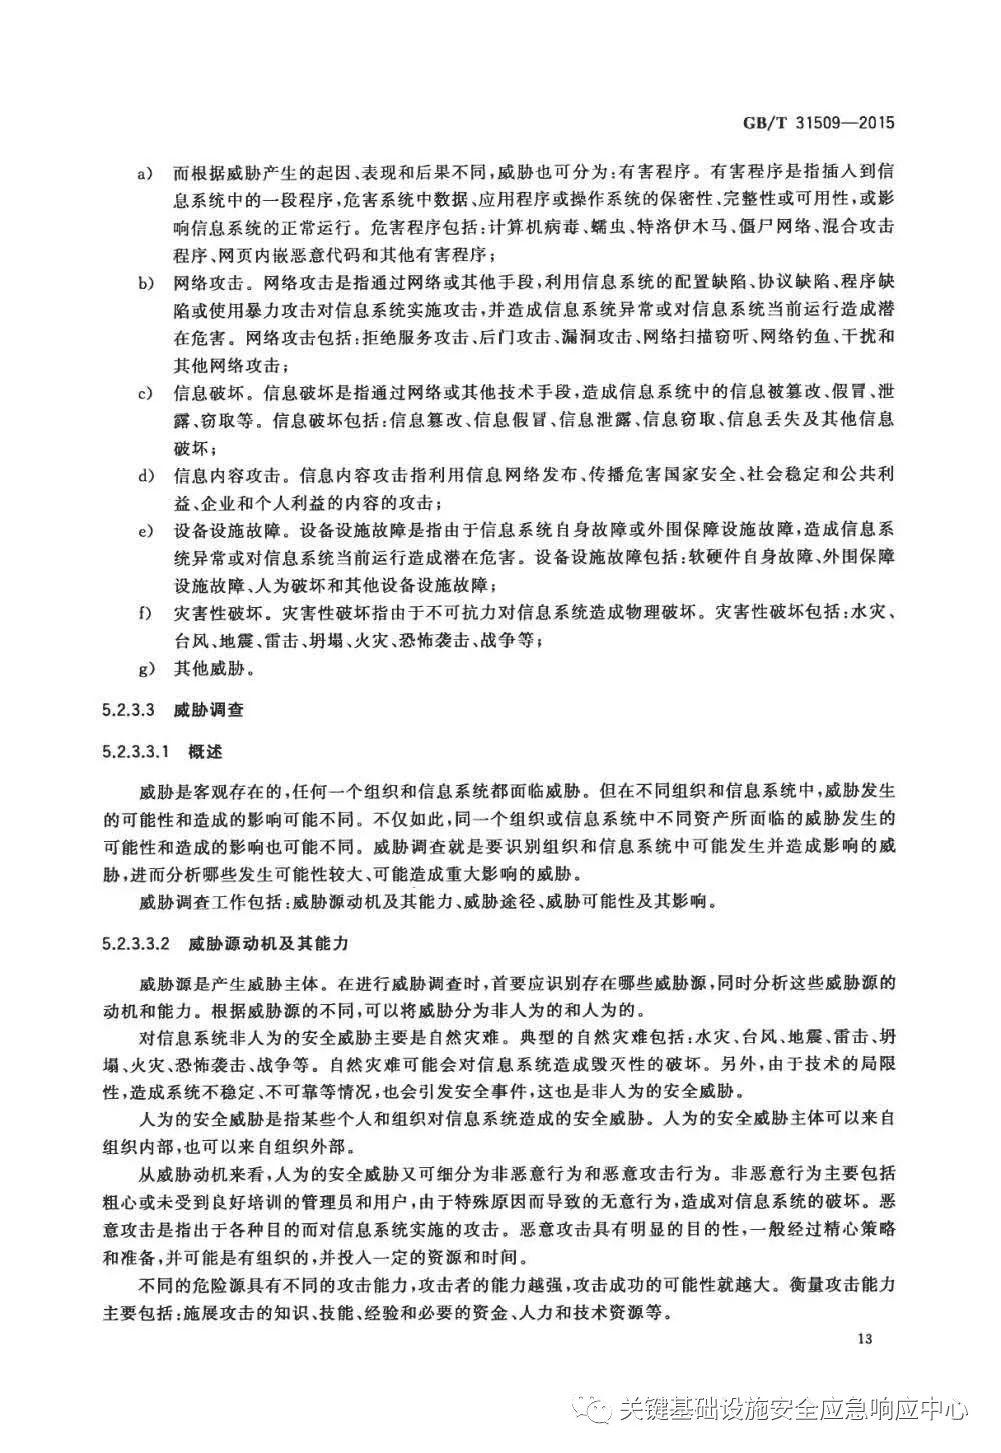 GB/T 31509—2015
a) 而根据威胁产生的起因、表现和后果不同,威胁也可分为:有害程序。有害程序是指插入到信
息系统中的一段程序,危害系统中数据、应用程序或操作系统的保密性、完整性或可用性,或影
响信息系统的正常运行。危害程序包括:计算机病毒、蠕虫、特洛伊木马、僵尸网络、混合攻击
程序、网页内嵌恶意代码和其他有害程序;
b) 网络攻击。网络攻击是指通过网络或其他手段,利用信息系统的配置缺陷、协议缺陷、程序缺
陷或使用暴力攻击对信息系统实施攻击,并造成信息系统异常或对信息系统当前运行造成潜
在危害。网络攻击包括:拒绝服务攻击、后门攻击、漏洞攻击、网络扫描窃听、网络钓鱼、干扰和
其他网络攻击;
c) 信息破坏。信息破坏是指通过网络或其他技术手段,造成信息系统中的信息被篡改、假冒、泄
露、窃取等。信息破坏包括:信息篡改、信息假冒、信息泄露、信息窃取、信息丢失及其他信息
破坏;
d) 信息内容攻击。信息内容攻击指利用信息网络发布、传播危害国家安全、社会稳定和公共利
益、企业和个人利益的内容的攻击;
e) 设备设施故障。设备设施故障是指由于信息系统自身故障或外围保障设施故障,造成信息系
统异常或对信息系统当前运行造成潜在危害。设备设施故障包括:软硬件自身故障、外围保障
设施故障、人为破坏和其他设备设施故障;
f) 灾害性破坏。灾害性破坏指由于不可抗力对信息系统造成物理破坏。灾害性破坏包括:水灾、
台风、地震、雷击、坍塌、火灾、恐怖袭击、战争等;
g) 其他威胁。
5.2.3.3 威胁调查
5.2.3.3.1 概述
威胁是客观存在的,任何一个组织和信息系统都面临威胁。但在不同组织和信息系统中,威胁发生
的可能性和造成的影响可能不同。不仅如此,同一个组织或信息系统中不同资产所面临的威胁发生的
可能性和造成的影响也可能不同。威胁调查就是要识别组织和信息系统中可能发生并造成影响的威
胁,进而分析哪些发生可能性较大、可能造成重大影响的威胁。
威胁调查工作包括:威胁源动机及其能力、威胁途径、威胁可能性及其影响。
5.2.3.3.2 威胁源动机及其能力
威胁源是产生威胁主体。在进行威胁调查时,首要应识别存在哪些威胁源,同时分析这些威胁源的
动机和能力。根据威胁源的不同,可以将威胁分为非人为的和人为的。
对信息系统非人为的安全威胁主要是自然灾难。典型的自然灾难包括:水灾、台风、地震、雷击、坍
塌、火灾、恐怖袭击、战争等。自然灾难可能会对信息系统造成毁灭性的破坏。另外,由于技术的局限
性,造成系统不稳定、不可靠等情况,也会引发安全事件,这也是非人为的安全威胁。
人为的安全威胁是指某些个人和组织对信息系统造成的安全威胁。人为的安全威胁主体可以来自
组织内部,也可以来自组织外部。
从威胁动机来看,人为的安全威胁又可细分为非恶意行为和恶意攻击行为。非恶意行为主要包括
粗心或未受到良好培训的管理员和用户,由于特殊原因而导致的无意行为,造成对信息系统的破坏。恶
意攻击是指出于各种目的而对信息系统实施的攻击。恶意攻击具有明显的目的性,一般经过精心策略
和准备,并可能是有组织的,并投入一定的资源和时间。
不同的危险源具有不同的攻击能力,攻击者的能力越强,攻击成功的可能性就越大。衡量攻击能力
主要包括:施展攻击的知识、技能、经验和必要的资金、人力和技术资源等。
13
关键基础设施安全应急响应中心